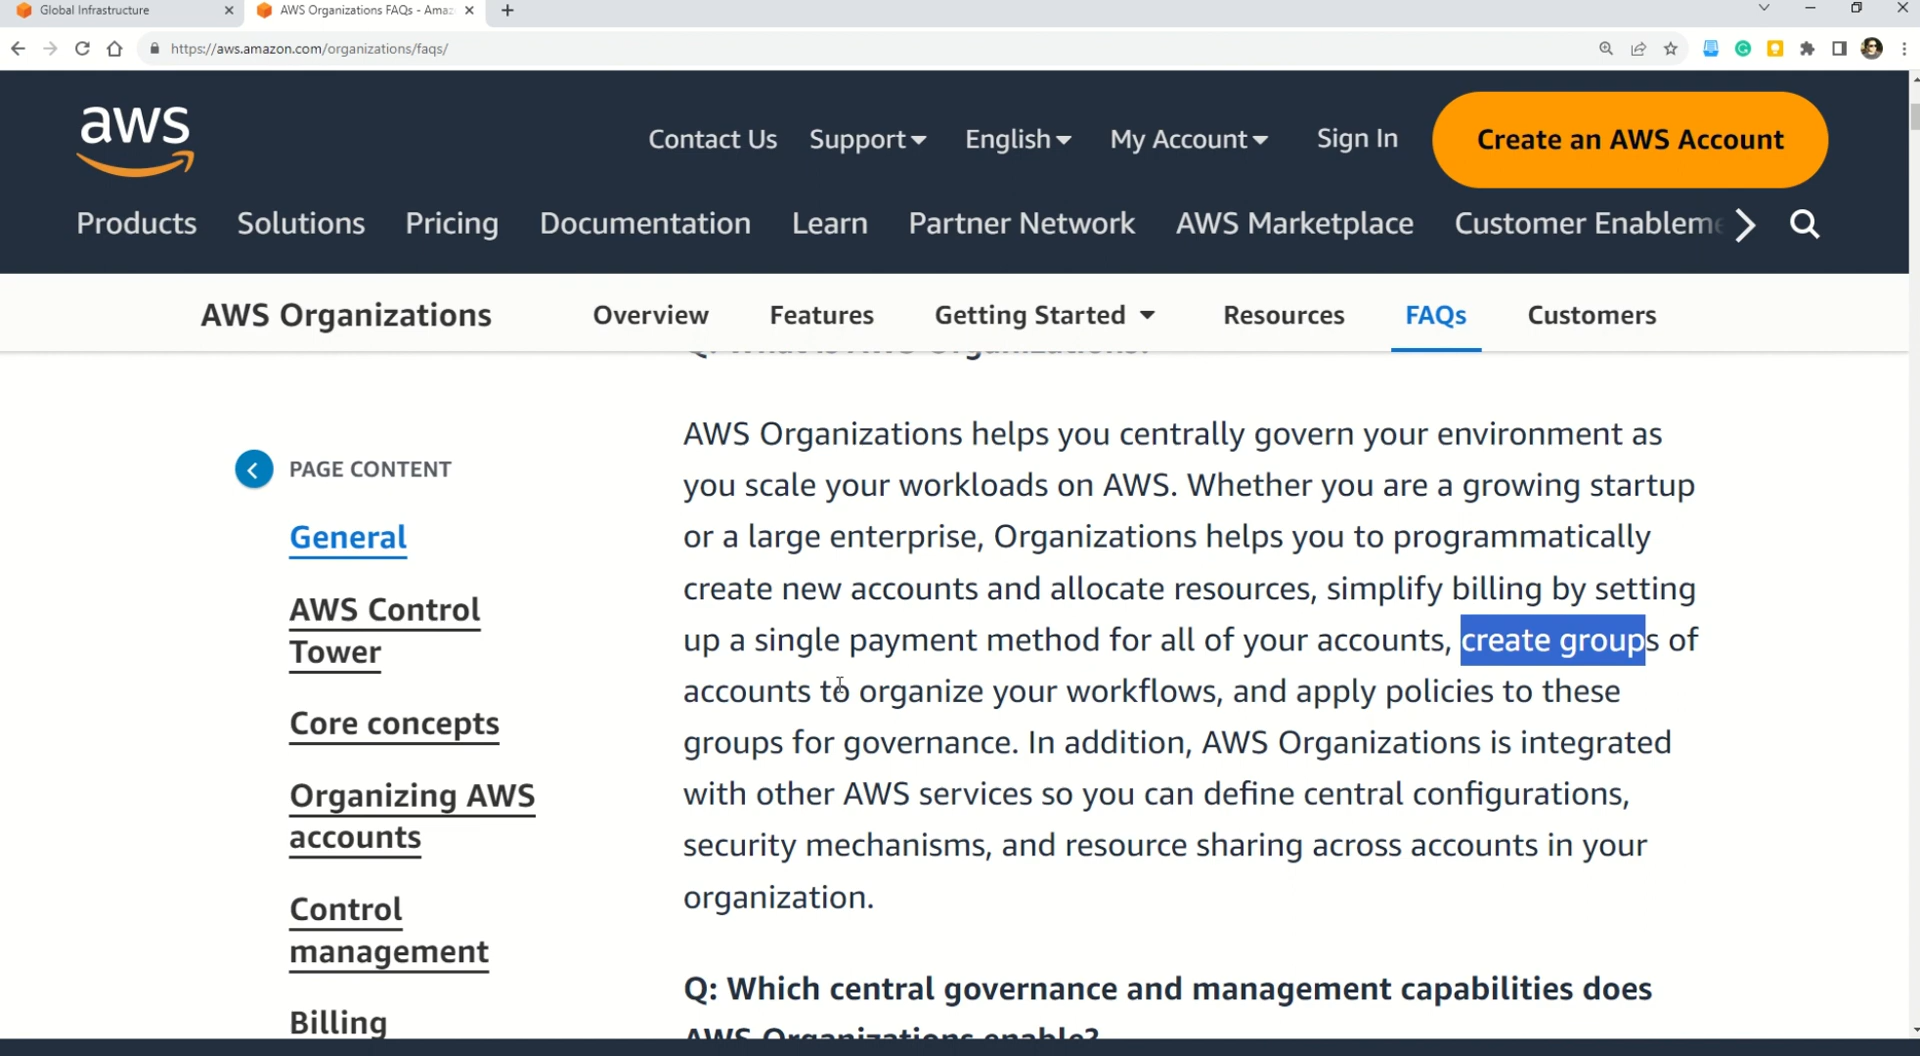 Global Infrastructure
AWS Organizations FAQs - Amaz
https://aws.amazon.com/organizations/faqs/
aws
Contact Us
Support
English
My Account
Sign In
Create an AWS Account
Products
Solutions
Pricing
Documentation
Learn
Partner Network
AWS Marketplace
Customer Enableme
AWS Organizations
Overview
Features
Getting Started
Resources
FAQs
Customers
Q: What is AWS Organizations?
PAGE CONTENT
General
AWS Control
Tower
Core concepts
Organizing AWS
accounts
Control
management
Billing
AWS Organizations helps you centrally govern your environment as
you scale your workloads on AWS. Whether you are a growing startup
or a large enterprise, Organizations helps you to programmatically
create new accounts and allocate resources, simplify billing by setting
up a single payment method for all of your accounts, create groups of
accounts to organize your workflows, and apply policies to these
groups for governance. In addition, AWS Organizations is integrated
with other AWS services so you can define central configurations,
security mechanisms, and resource sharing across accounts in your
organization.
Q: Which central governance and management capabilities does
AWS Organizations enable?